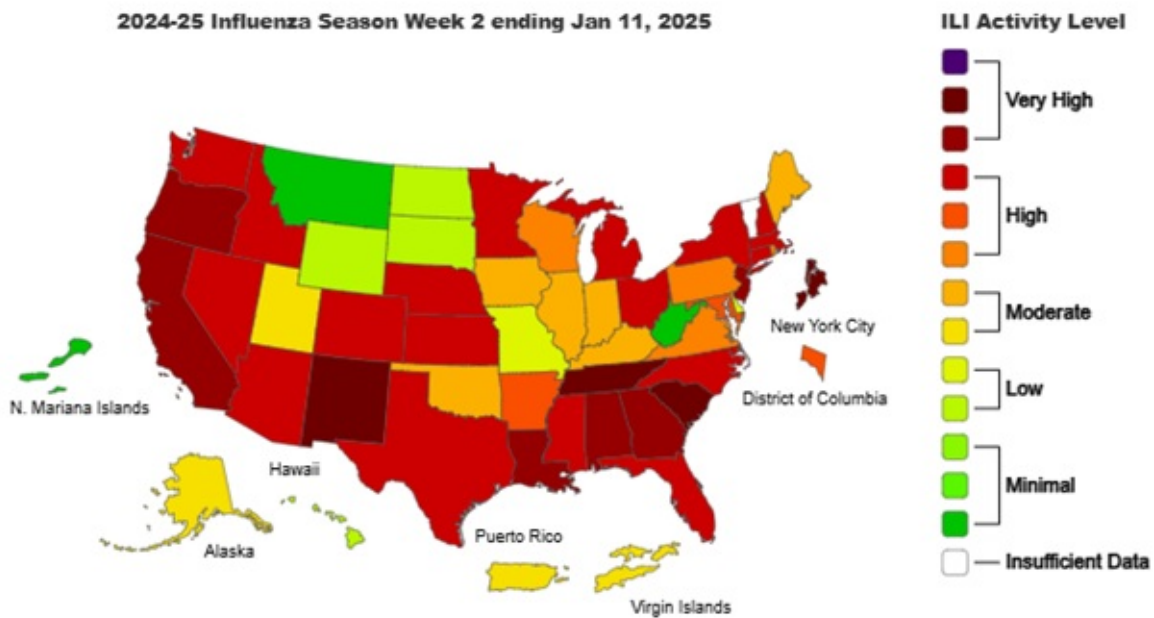 2024-25 Influenza Season Week 2 ending Jan 11, 2025
ILI Activity Level
Very High
High
Moderate
Low
Minimal
Insufficient Data
New York City
District of Columbia
N. Mariana Islands
Hawaii
Alaska
Puerto Rico
Virgin Islands